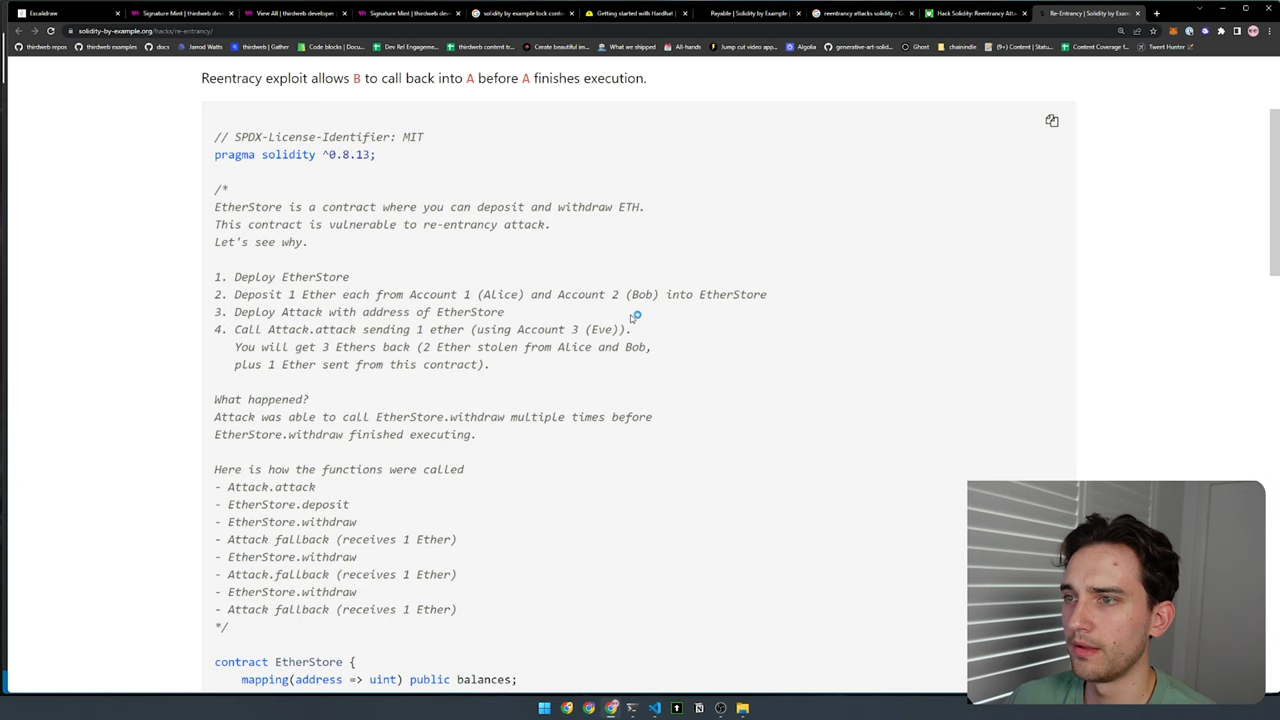 Excalidraw
Signature Mint | thirdweb devel
View All | thirdweb developer
Signature Mint | thirdweb devel
solidity by example lock contr
Getting started with Hardhat |
Payable | Solidity by Example |
reentrancy attacks solidity - Go
Hack Solidity: Reentrancy Attac
Re-Entrancy | Solidity by Exam
solidity-by-example.org/hacks/re-entrancy/
thirdweb repos
thirdweb examples
docs
Jarrod Watts
thirdweb | Gather
Code blocks | Docu...
Dev Rel Engageme...
thirdweb content tr...
Create beautiful ima...
What we shipped
All-hands
Jump cut video app...
generative-art-solid...
Algolia
Ghost
chainindle
(9+) Content | Statu...
Content Coverage f...
Tweet Hunter
Reentracy exploit allows B to call back into A before A finishes execution.
// SPDX-License-Identifier: MIT
pragma solidity ^0.8.13;
/*
EtherStore is a contract where you can deposit and withdraw ETH.
This contract is vulnerable to re-entrancy attack.
Let's see why.
1. Deploy EtherStore
2. Deposit 1 Ether each from Account 1 (Alice) and Account 2 (Bob) into EtherStore
3. Deploy Attack with address of EtherStore
4. Call Attack.attack sending 1 ether (using Account 3 (Eve)).
You will get 3 Ethers back (2 Ether stolen from Alice and Bob,
plus 1 Ether sent from this contract).
What happened?
Attack was able to call EtherStore.withdraw multiple times before
EtherStore.withdraw finished executing.
Here is how the functions were called
- Attack.attack
- EtherStore.deposit
- EtherStore.withdraw
- Attack fallback (receives 1 Ether)
- EtherStore.withdraw
- Attack.fallback (receives 1 Ether)
- EtherStore.withdraw
- Attack fallback (receives 1 Ether)
*/
contract EtherStore {
mapping(address => uint) public balances;